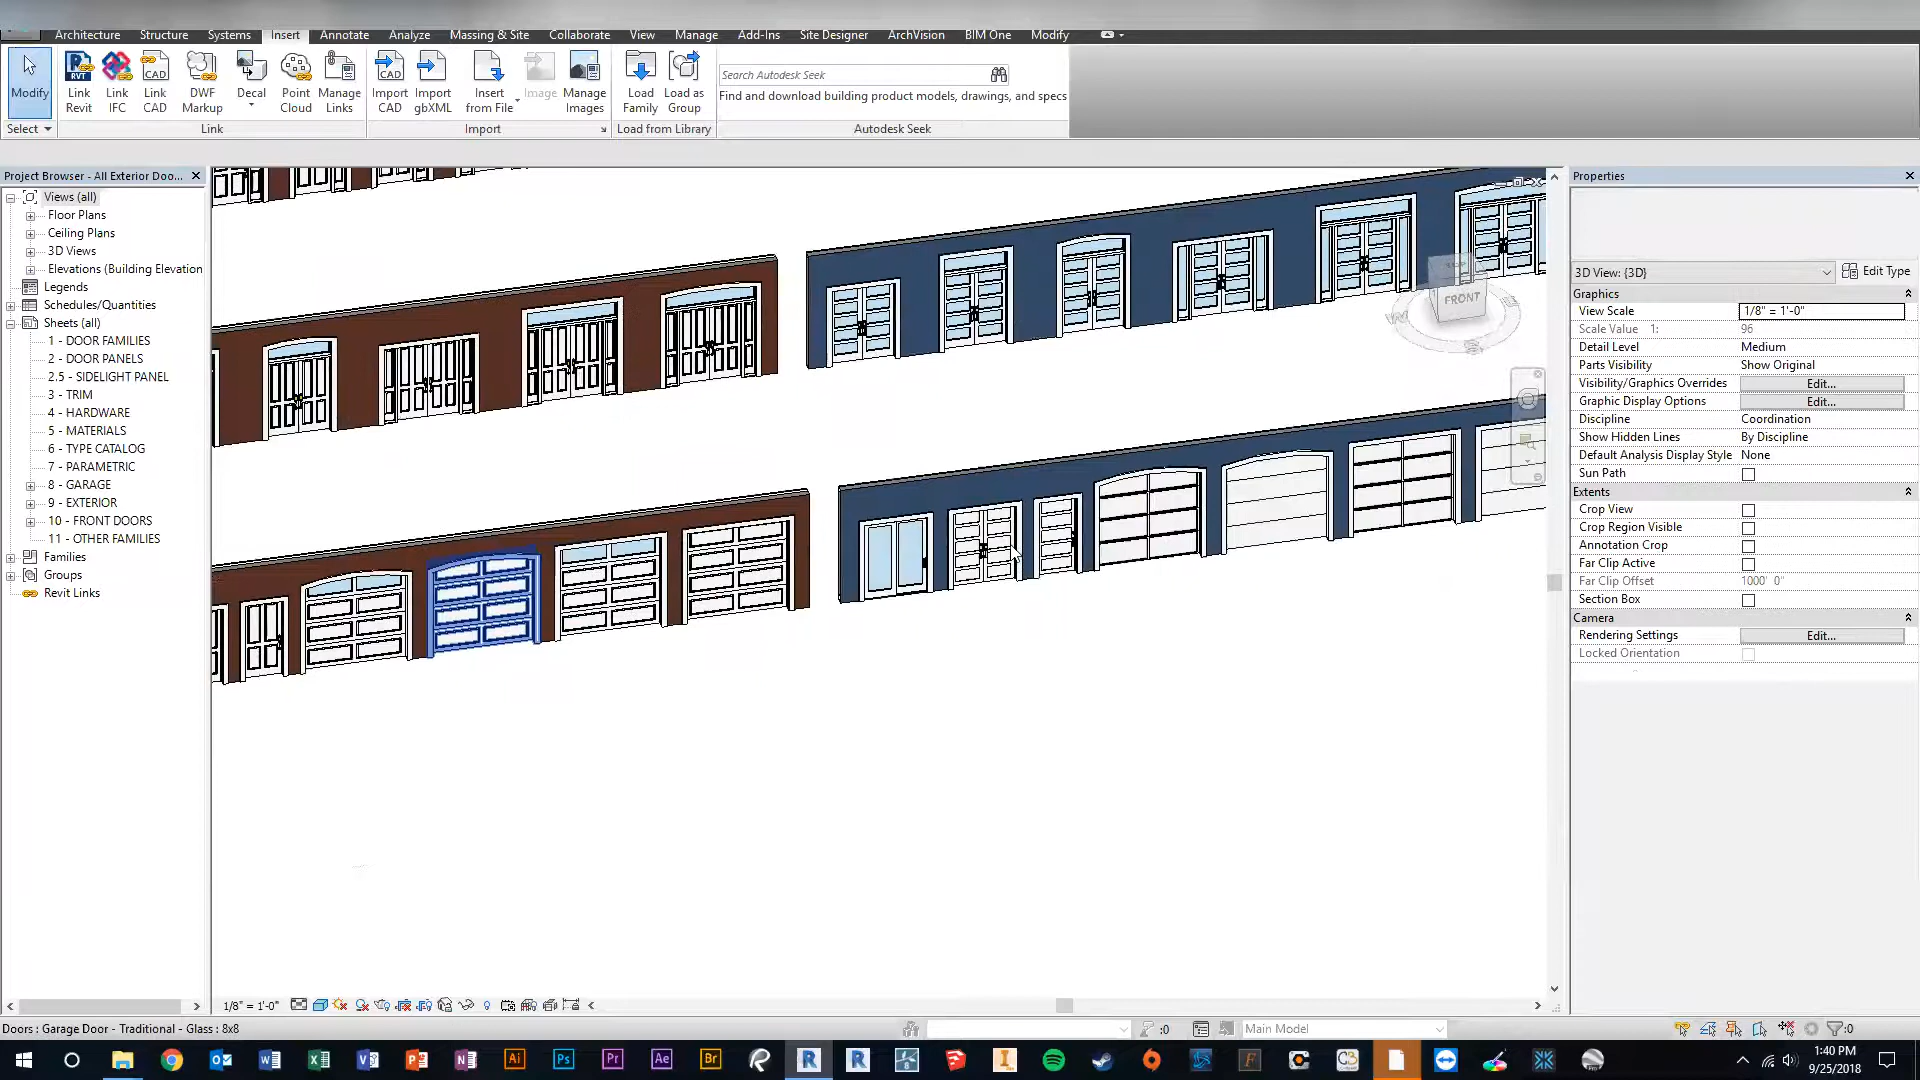 Architecture Structure Systems Insert Annotate Analyze Massing & Site Collaborate View Manage Add-Ins Site Designer ArchVision BIM One Modify
Modify
Link Revit
Link IFC
Link CAD
DWF Markup
Decal
Point Cloud
Manage Links
Import CAD
Import gbXML
Insert from File
Image
Manage Images
Load Family
Load as Group
Search Autodesk Seek
Find and download building product models, drawings, and specs
Select
Link
Import
Load from Library
Autodesk Seek
Project Browser - All Exterior Doo...
Views (all)
Floor Plans
Ceiling Plans
3D Views
Elevations (Building Elevation
Legends
Schedules/Quantities
Sheets (all)
1 - DOOR FAMILIES
2 - DOOR PANELS
2.5 - SIDELIGHT PANEL
3 - TRIM
4 - HARDWARE
5 - MATERIALS
6 - TYPE CATALOG
7 - PARAMETRIC
8 - GARAGE
9 - EXTERIOR
10 - FRONT DOORS
11 - OTHER FAMILIES
Families
Groups
Revit Links
TOP
FRONT
Properties
3D View: {3D}
Edit Type
Graphics
View Scale 1/8" = 1'-0"
Scale Value 1: 96
Detail Level Medium
Parts Visibility Show Original
Visibility/Graphics Overrides Edit...
Graphic Display Options Edit...
Discipline Coordination
Show Hidden Lines By Discipline
Default Analysis Display Style None
Sun Path
Extents
Crop View
Crop Region Visible
Annotation Crop
Far Clip Active
Far Clip Offset 1000' 0"
Section Box
Camera
Rendering Settings Edit...
Locked Orientation
1/8" = 1'-0"
Doors : Garage Door - Traditional - Glass : 8x8
:0
Main Model
:0
1:40 PM
9/25/2018